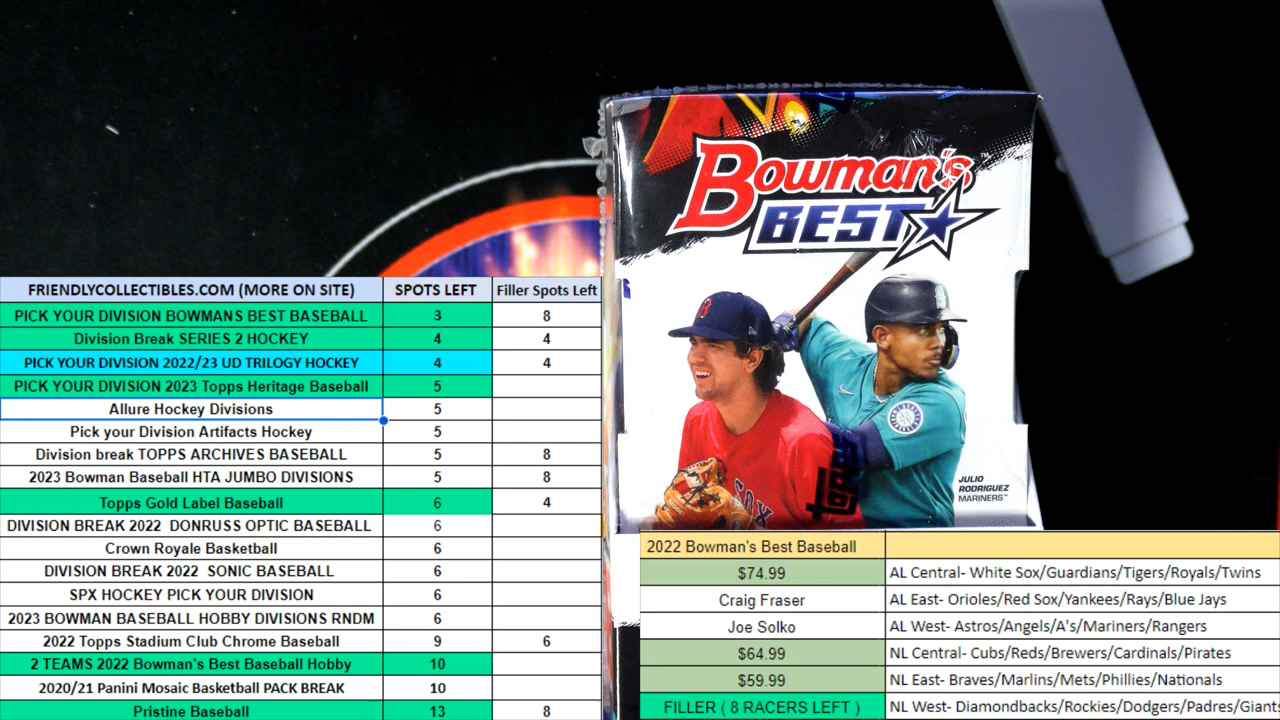 Bowman's
BEST
JULIO
RODRIGUEZ
MARINERS™
topps
SOX
FRIENDLYCOLLECTIBLES.COM (MORE ON SITE) SPOTS LEFT Filler Spots Left
PICK YOUR DIVISION BOWMANS BEST BASEBALL 3 8
Division Break SERIES 2 HOCKEY 4 4
PICK YOUR DIVISION 2022/23 UD TRILOGY HOCKEY 4 4
PICK YOUR DIVISION 2023 Topps Heritage Baseball 5
Allure Hockey Divisions 5
Pick your Division Artifacts Hockey 5
Division break TOPPS ARCHIVES BASEBALL 5 8
2023 Bowman Baseball HTA JUMBO DIVISIONS 5 8
Topps Gold Label Baseball 6 4
DIVISION BREAK 2022 DONRUSS OPTIC BASEBALL 6
Crown Royale Basketball 6
DIVISION BREAK 2022 SONIC BASEBALL 6
SPX HOCKEY PICK YOUR DIVISION 6
2023 BOWMAN BASEBALL HOBBY DIVISIONS RNDM 6
2022 Topps Stadium Club Chrome Baseball 9 6
2 TEAMS 2022 Bowman's Best Baseball Hobby 10
2020/21 Panini Mosaic Basketball PACK BREAK 10
Pristine Baseball 13 8
2022 Bowman's Best Baseball
$74.99 AL Central- White Sox/Guardians/Tigers/Royals/Twins
Craig Fraser AL East- Orioles/Red Sox/Yankees/Rays/Blue Jays
Joe Solko AL West- Astros/Angels/A's/Mariners/Rangers
$64.99 NL Central- Cubs/Reds/Brewers/Cardinals/Pirates
$59.99 NL East- Braves/Marlins/Mets/Phillies/Nationals
FILLER ( 8 RACERS LEFT ) NL West- Diamondbacks/Rockies/Dodgers/Padres/Giants